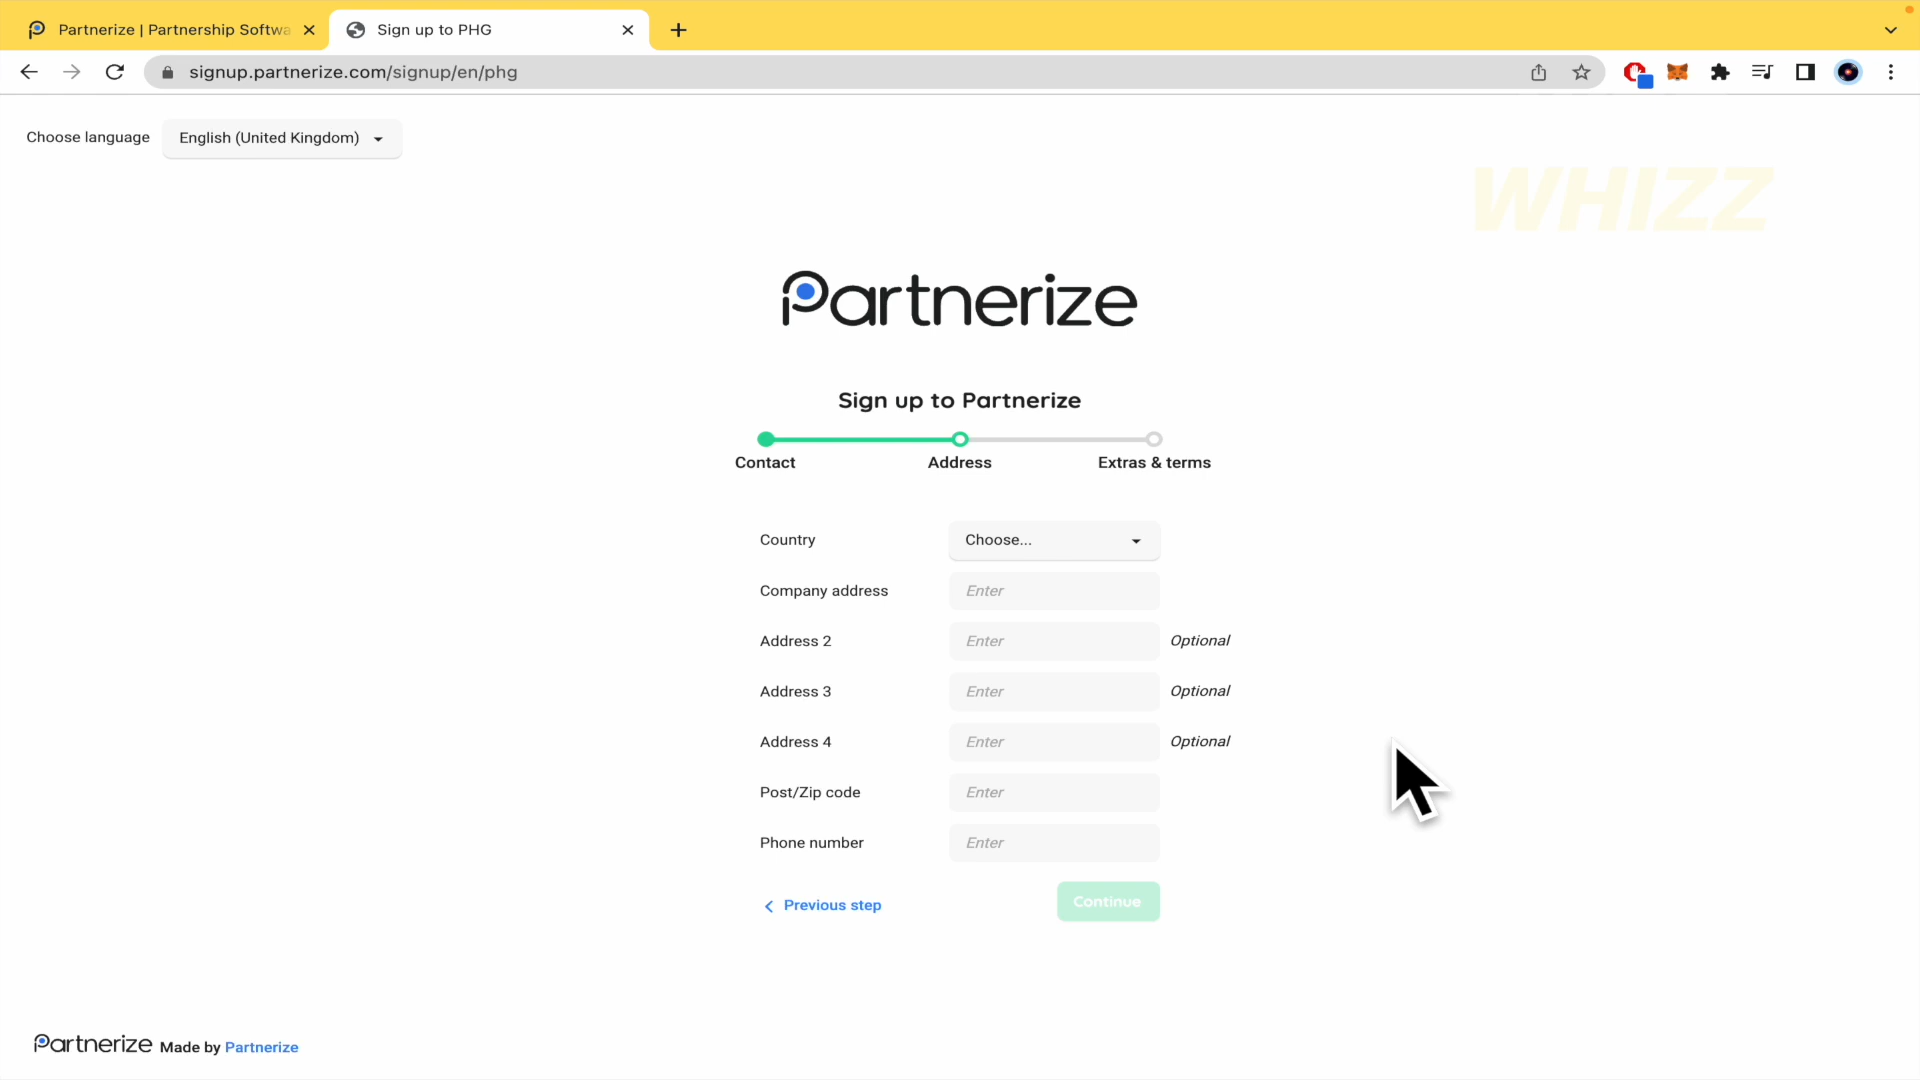 Partnerize | Partnership Softwa
Sign up to PHG
signup.partnerize.com/signup/en/phg
Choose language
English (United Kingdom)
WHIZZ
Partnerize
Sign up to Partnerize
Contact
Address
Extras & terms
Country
Choose...
Company address
Enter
Address 2
Enter
Optional
Address 3
Enter
Optional
Address 4
Enter
Optional
Post/Zip code
Enter
Phone number
Enter
Previous step
Continue
Partnerize Made by Partnerize